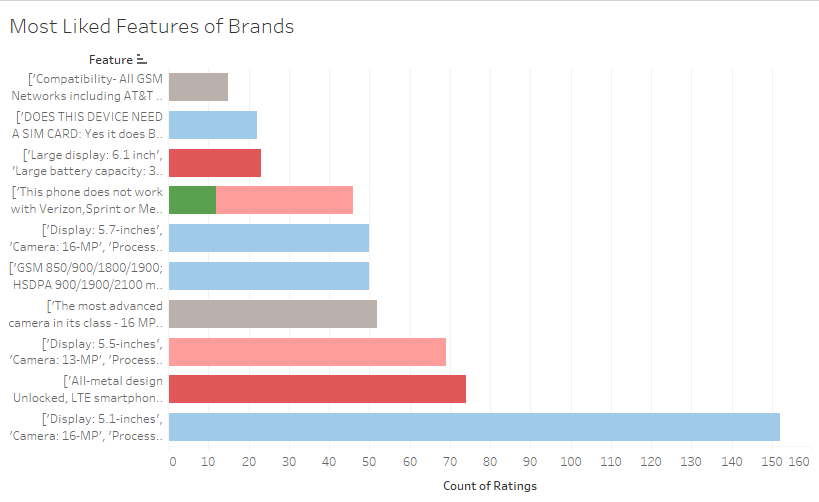 Most Liked Features of Brands
Feature
['Compatibility- All GSM
Networks including AT&T ..
['DOES THIS DEVICE NEED
A SIM CARD: Yes it does B..
['Large display: 6.1 inch',
'Large battery capacity: 3..
['This phone does not work
with Verizon,Sprint or Me..
['Display: 5.7-inches',
'Camera: 16-MP', 'Process..
['GSM 850/900/1800/1900;
HSDPA 900/1900/2100 m..
['The most advanced
camera in its class - 16 MP..
['Display: 5.5-inches',
'Camera: 13-MP', 'Process..
['All-metal design
Unlocked, LTE smartphon..
['Display: 5.1-inches',
'Camera: 16-MP', 'Process..
0 10 20 30 40 50 60 70 80 90 100 110 120 130 140 150 160
Count of Ratings